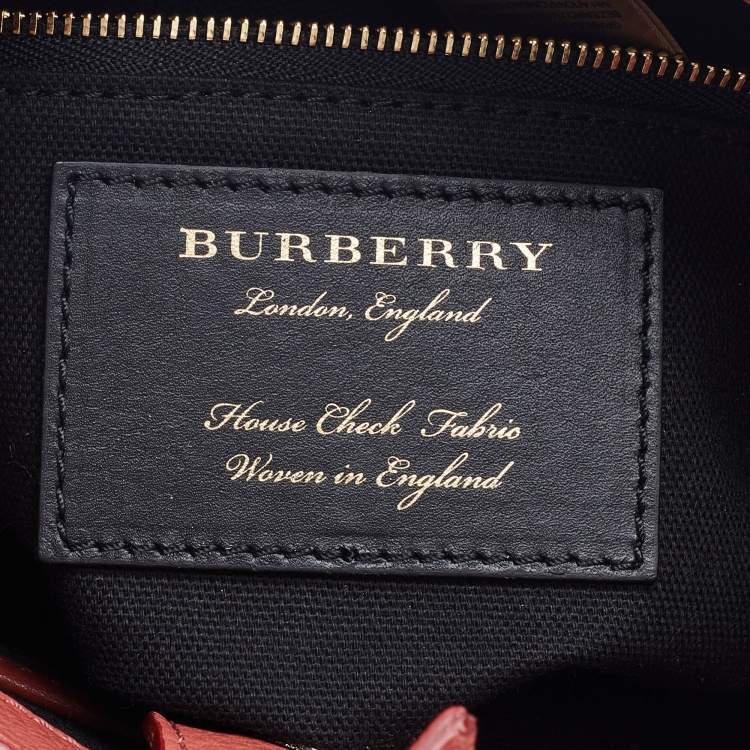 BURBERRY
London, England
House Check Fabric
Woven in England